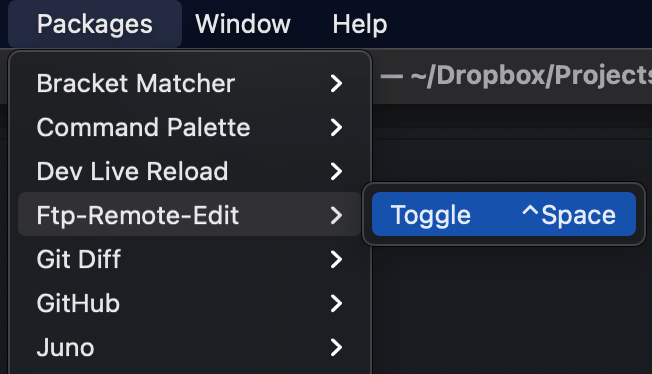 Packages Window Help
— ~/Dropbox/Projects
Bracket Matcher
Command Palette
Dev Live Reload
Ftp-Remote-Edit
Toggle ^Space
Git Diff
GitHub
Juno